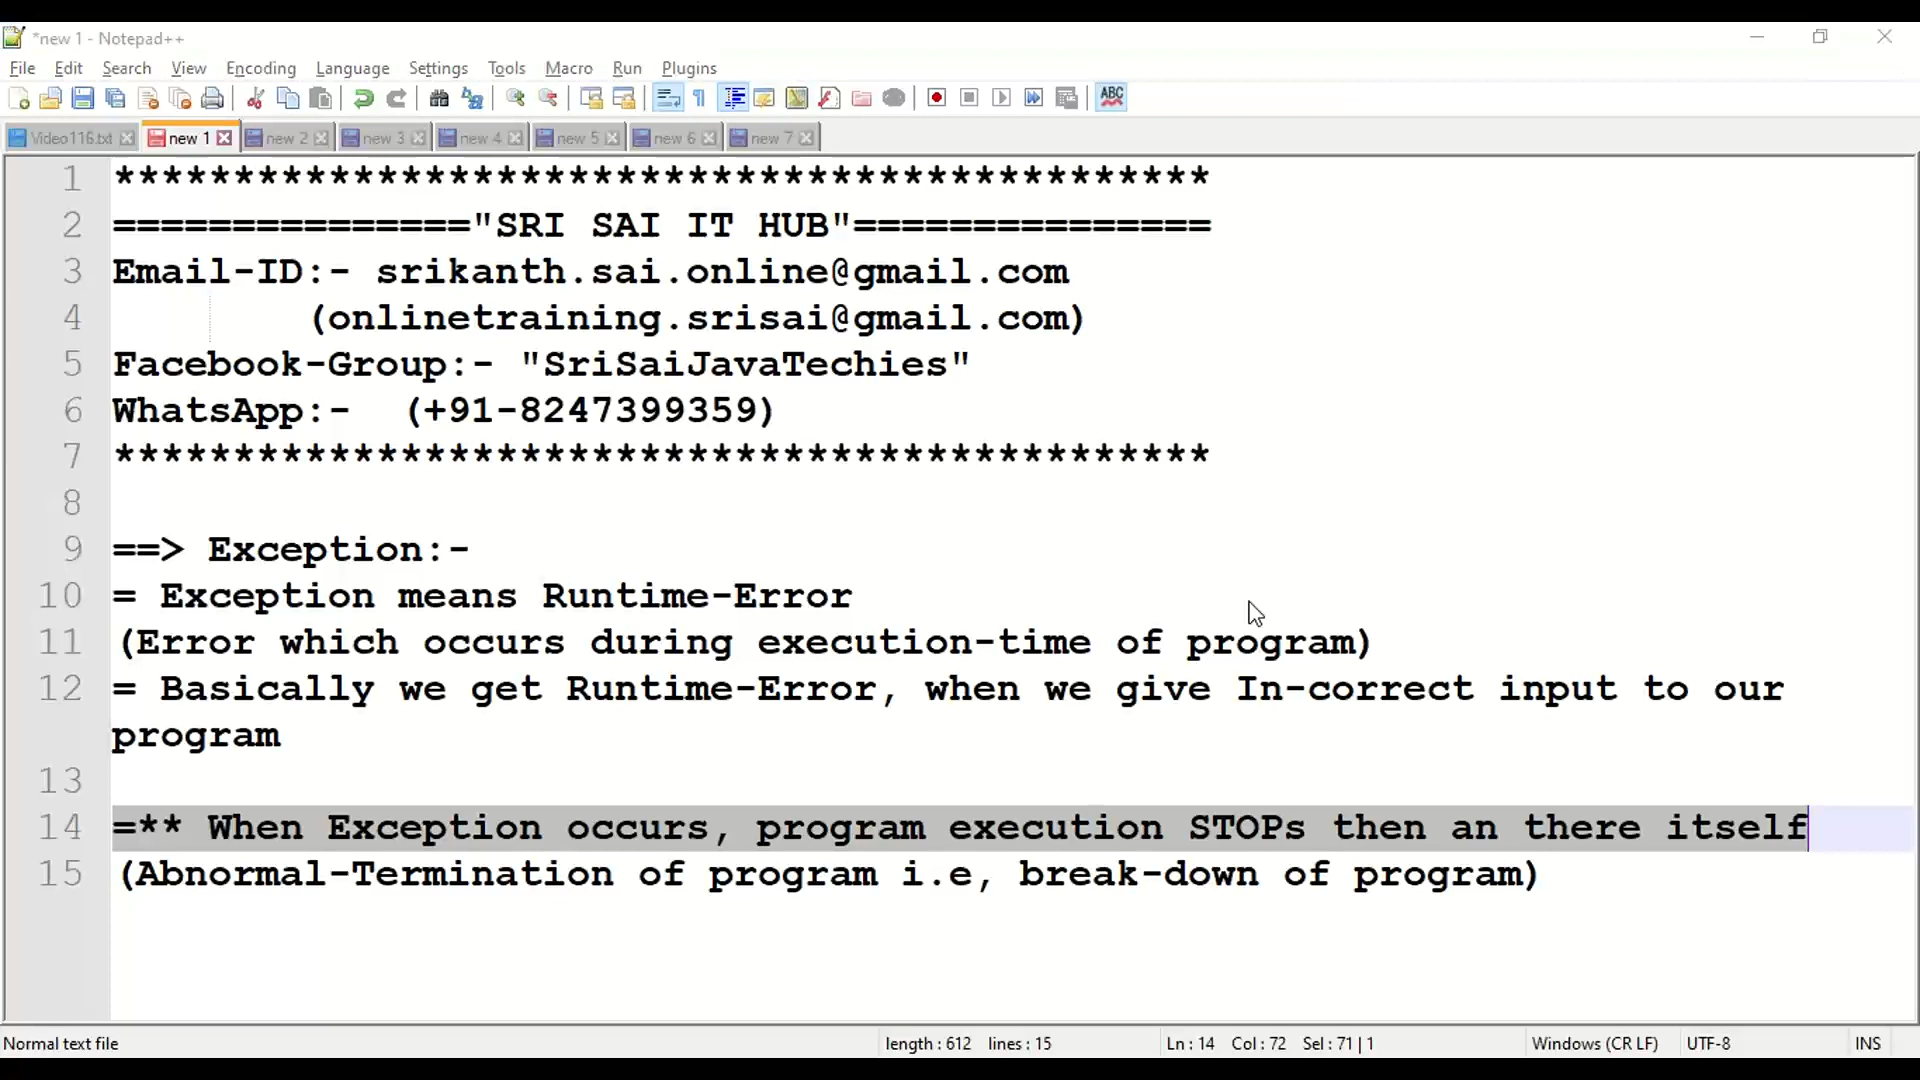 *new 1 - Notepad++
File Edit Search View Encoding Language Settings Tools Macro Run Plugins
ABC
Video116.txt new 1 new 2 new 3 new 4 new 5 new 6 new 7
1 **********************************************
2 ==============="SRI SAI IT HUB"===============
3 Email-ID:- srikanth.sai.online@gmail.com
4 (onlinetraining.srisai@gmail.com)
5 Facebook-Group:- "SriSaiJavaTechies"
6 WhatsApp:- (+91-8247399359)
7 **********************************************
8
9 ==> Exception:-
10 = Exception means Runtime-Error
11 (Error which occurs during execution-time of program)
12 = Basically we get Runtime-Error, when we give In-correct input to our
program
13
14 =** When Exception occurs, program execution STOPs then an there itself
15 (Abnormal-Termination of program i.e, break-down of program)
Normal text file length : 612 lines : 15 Ln : 14 Col : 72 Sel : 71 | 1 Windows (CR LF) UTF-8 INS